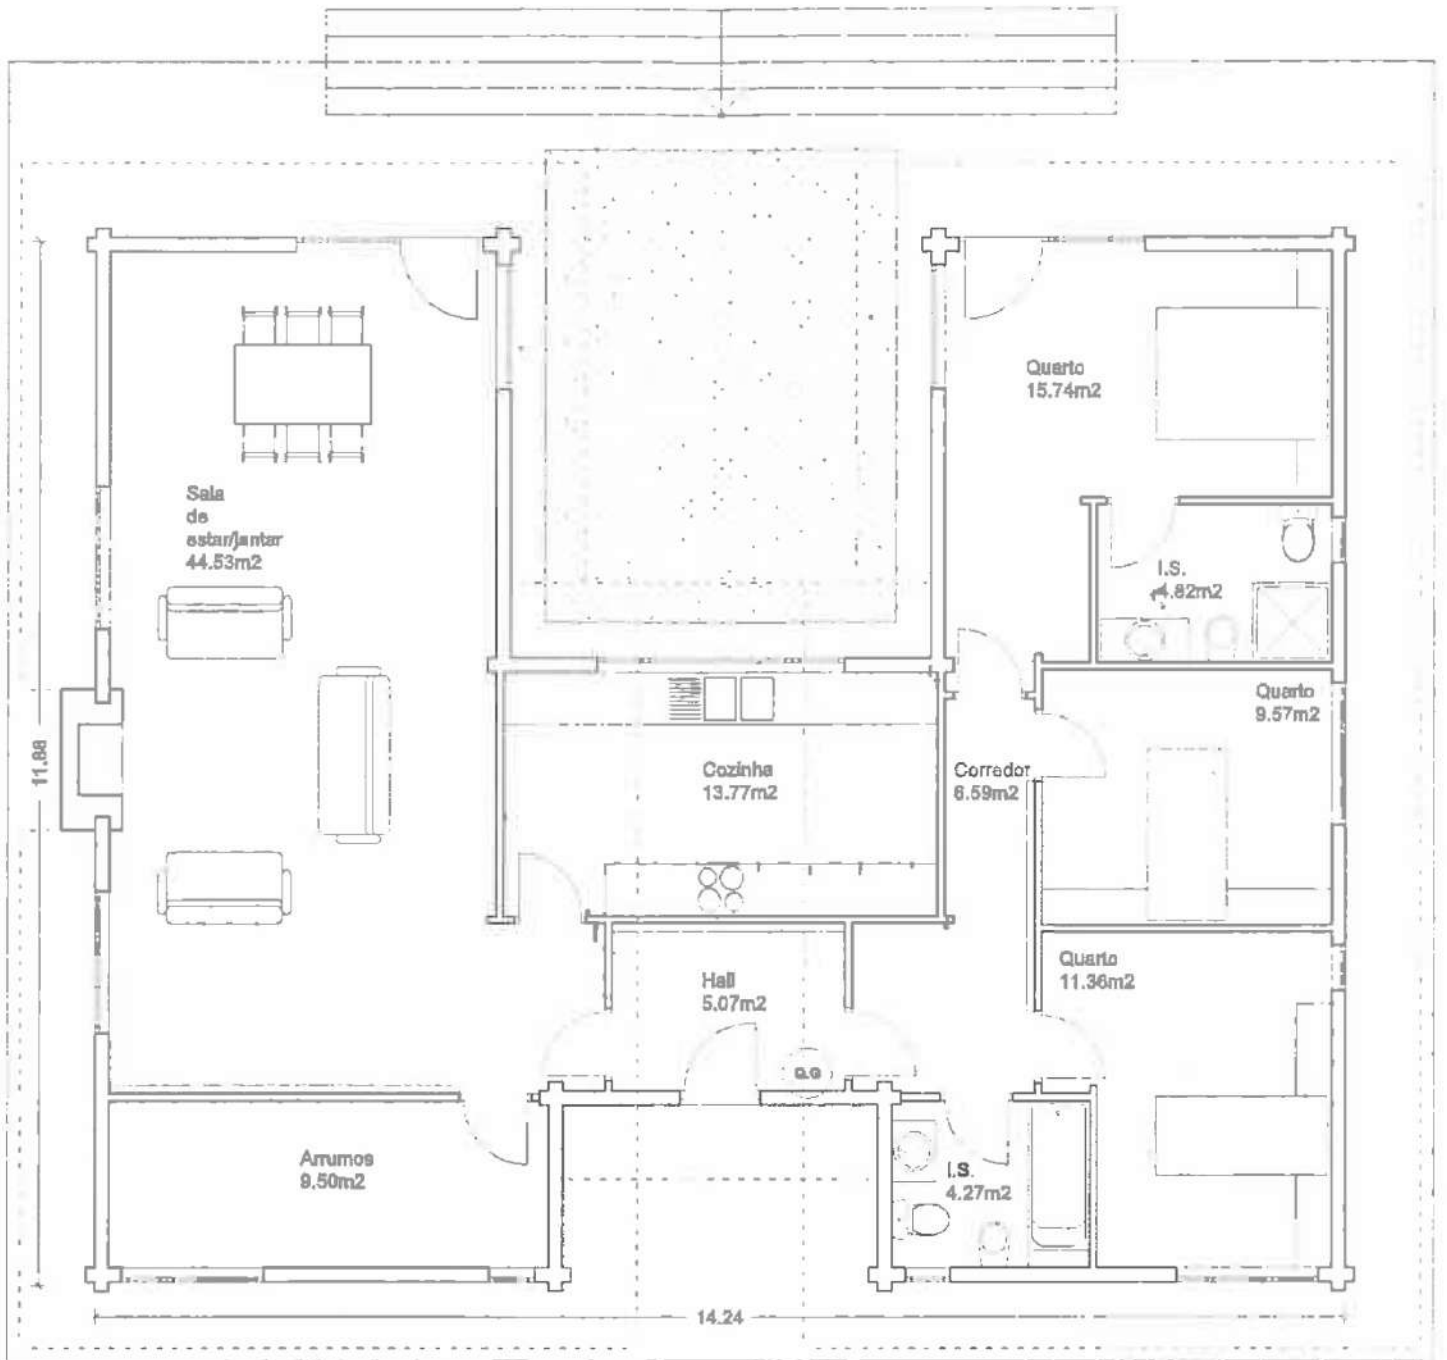 Quarto
15.74m2
Sala
de
estar/jantar
44.53m2
I.S.
4.82m2
Quarto
9.57m2
11.88
Cozinha
13.77m2
Corredor
6.59m2
Quarto
11.36m2
Hall
5.07m2
Q.G
Arrumos
9.50m2
I.S.
4.27m2
14.24